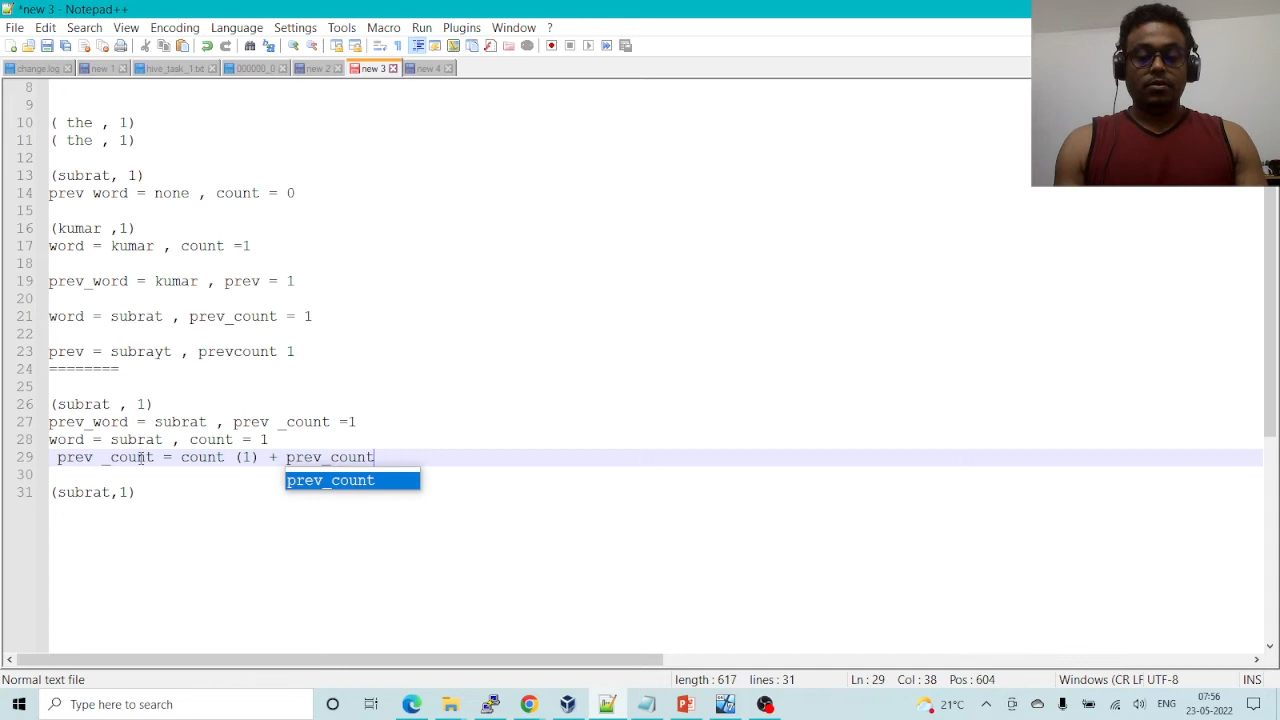 *new 3 - Notepad++
File Edit Search View Encoding Language Settings Tools Macro Run Plugins Window ?
change.log new 1 hive_task_1.txt 000000_0 new 2 new 3 new 4
8
9
10 ( the , 1)
11 ( the , 1)
12
13 (subrat, 1)
14 prev word = none , count = 0
15
16 (kumar ,1)
17 word = kumar , count =1
18
19 prev_word = kumar , prev = 1
20
21 word = subrat , prev_count = 1
22
23 prev = subrayt , prevcount 1
24 ========
25
26 (subrat , 1)
27 prev_word = subrat , prev _count =1
28 word = subrat , count = 1
29 prev _count = count (1) + prev_count
prev_count
30
31 (subrat,1)
Normal text file length : 617 lines : 31 Ln : 29 Col : 38 Pos : 604 Windows (CR LF) UTF-8 INS
Type here to search 21°C 07:56
23-05-2022